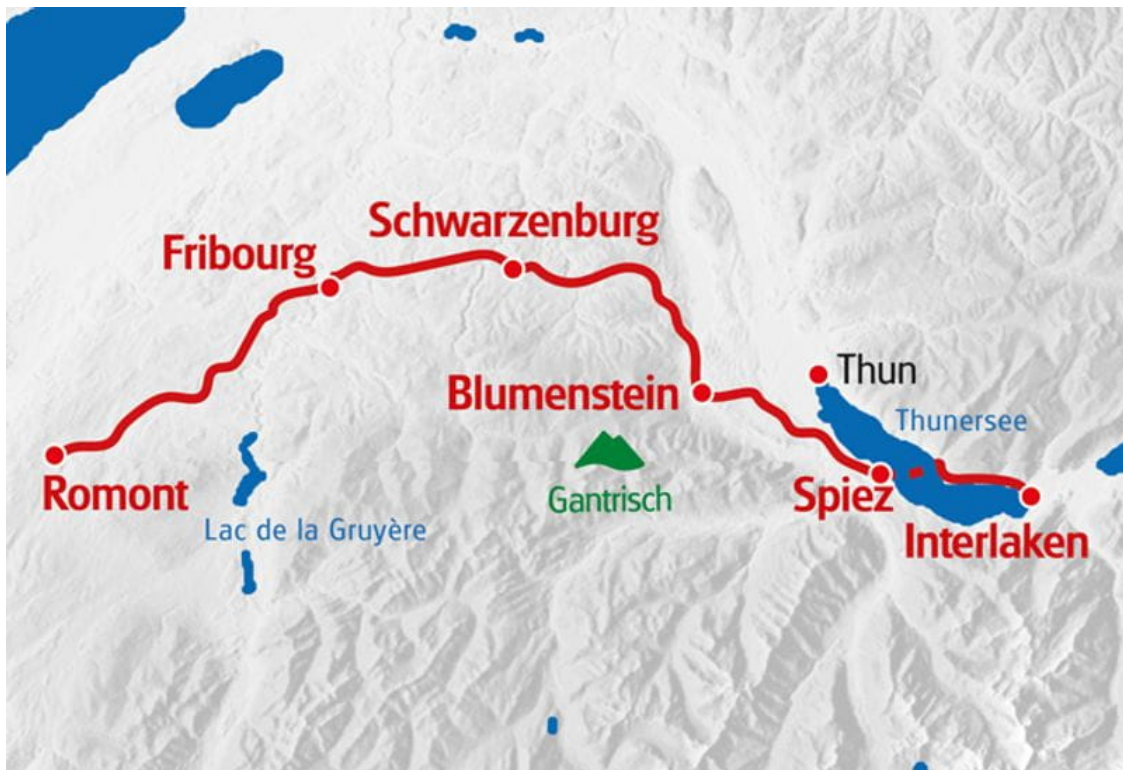 Schwarzenburg
Fribourg
Thun
Blumenstein
Thunersee
Romont
Gantrisch
Spiez
Lac de la Gruyère
Interlaken